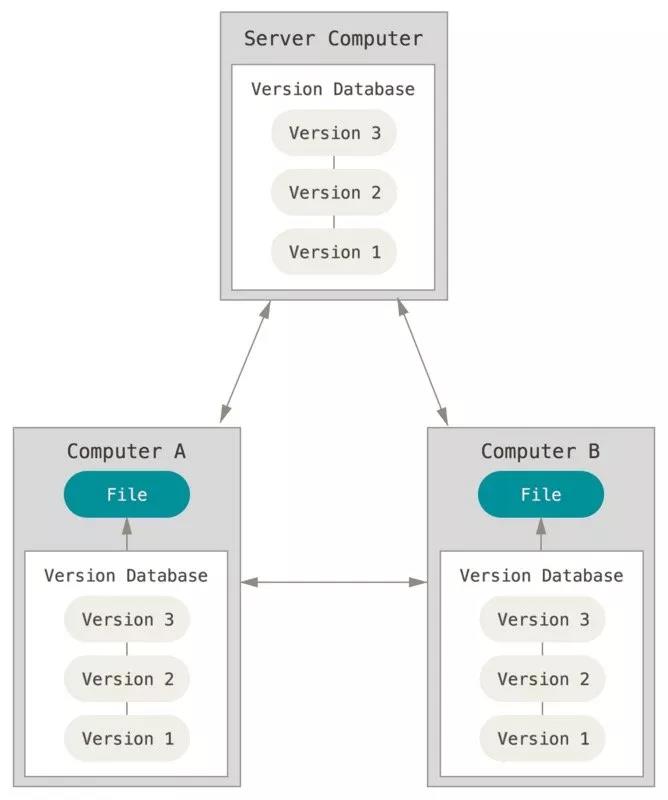 Server Computer
Version Database
Version 3
Version 2
Version 1
Computer A
File
Version Database
Version 3
Version 2
Version 1
Computer B
File
Version Database
Version 3
Version 2
Version 1